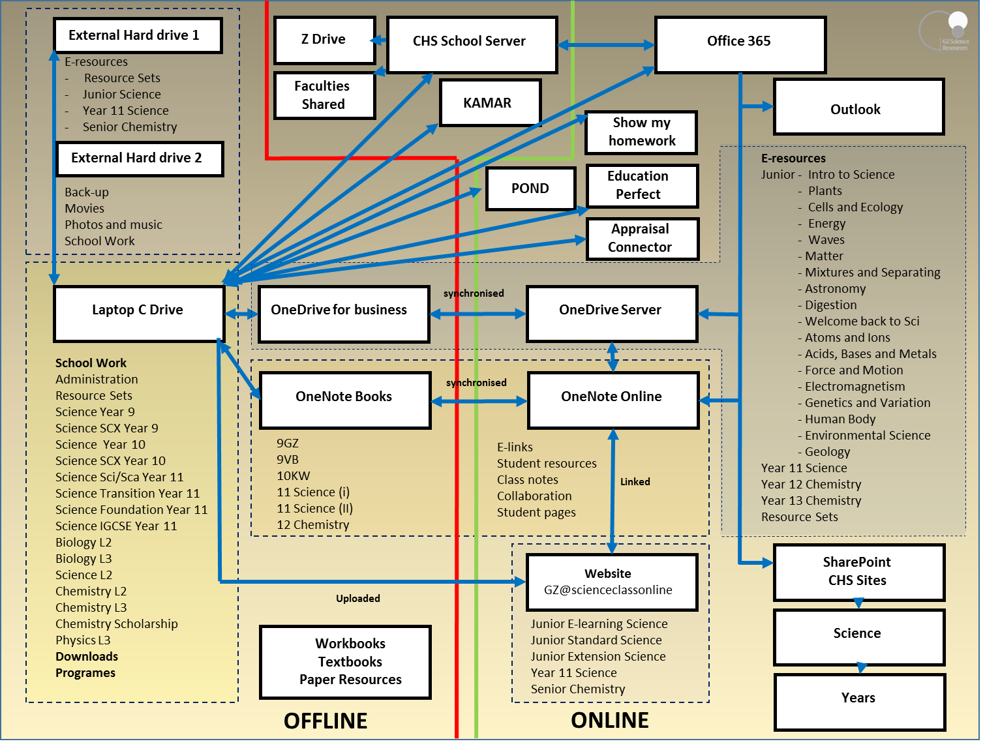 External Hard drive 1
E-resources
- Resource Sets
- Junior Science
- Year 11 Science
- Senior Chemistry
External Hard drive 2
Back-up
Movies
Photos and music
School Work
Z Drive
Faculties
Shared
CHS School Server
KAMAR
Office 365
GZ Science
Resources
Outlook
Show my
homework
POND
Education
Perfect
Appraisal
Connector
Laptop C Drive
School Work
Administration
Resource Sets
Science Year 9
Science SCX Year 9
Science  Year 10
Science SCX Year 10
Science Sci/Sca Year 11
Science Transition Year 11
Science Foundation Year 11
Science IGCSE Year 11
Biology L2
Biology L3
Science L2
Chemistry L2
Chemistry L3
Chemistry Scholarship
Physics L3
Downloads
Programes
OneDrive for business
synchronised
OneDrive Server
OneNote Books
synchronised
OneNote Online
9GZ
9VB
10KW
11 Science (i)
11 Science (II)
12 Chemistry
E-links
Student resources
Class notes
Collaboration
Student pages
Linked
Website
GZ@scienceclassonline
Uploaded
Junior E-learning Science
Junior Standard Science
Junior Extension Science
Year 11 Science
Senior Chemistry
Workbooks
Textbooks
Paper Resources
E-resources
Junior - Intro to Science
- Plants
- Cells and Ecology
- Energy
- Waves
- Matter
- Mixtures and Separating
- Astronomy
- Digestion
- Welcome back to Sci
- Atoms and Ions
- Acids, Bases and Metals
- Force and Motion
- Electromagnetism
- Genetics and Variation
- Human Body
- Environmental Science
- Geology
Year 11 Science
Year 12 Chemistry
Year 13 Chemistry
Resource Sets
SharePoint
CHS Sites
Science
Years
OFFLINE
ONLINE